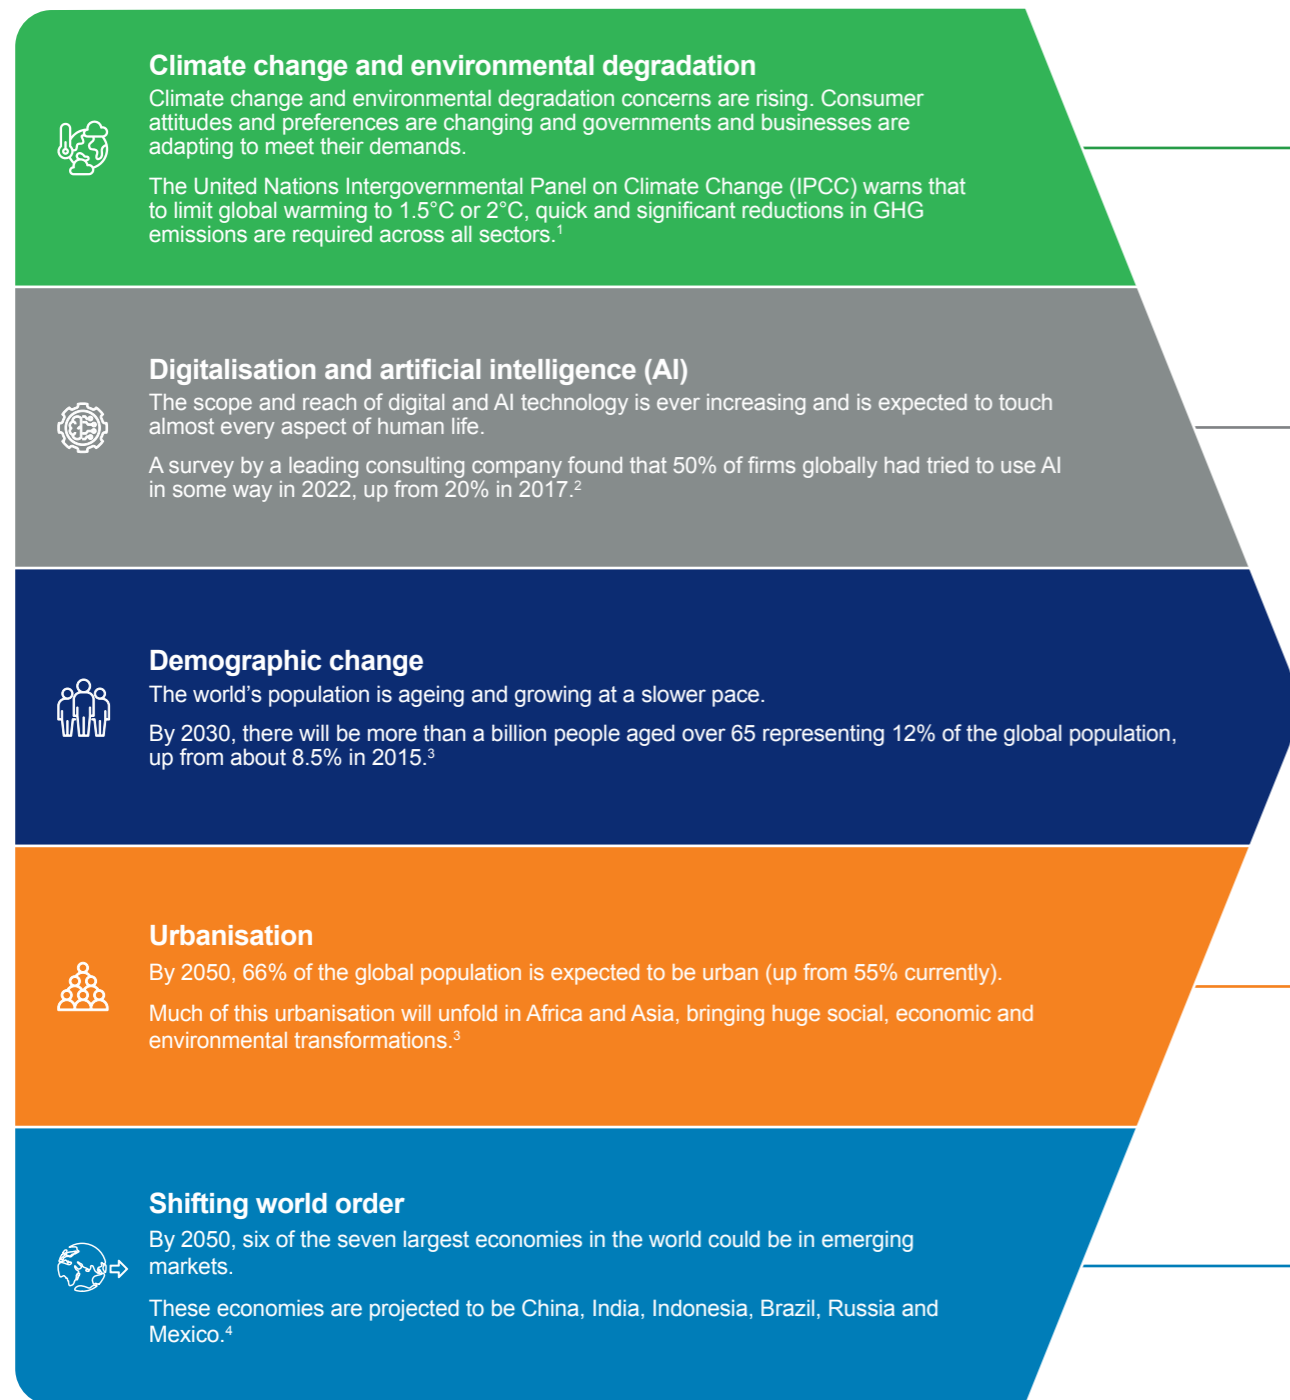 Climate change and environmental degradation
Climate change and environmental degradation concerns are rising. Consumer
attitudes and preferences are changing and governments and businesses are
adapting to meet their demands.
The United Nations Intergovernmental Panel on Climate Change (IPCC) warns that
to limit global warming to 1.5°C or 2°C, quick and significant reductions in GHG
emissions are required across all sectors.¹
Digitalisation and artificial intelligence (AI)
The scope and reach of digital and AI technology is ever increasing and is expected to touch
almost every aspect of human life.
A survey by a leading consulting company found that 50% of firms globally had tried to use AI
in some way in 2022, up from 20% in 2017.²
Demographic change
The world’s population is ageing and growing at a slower pace.
By 2030, there will be more than a billion people aged over 65 representing 12% of the global population,
up from about 8.5% in 2015.³
Urbanisation
By 2050, 66% of the global population is expected to be urban (up from 55% currently).
Much of this urbanisation will unfold in Africa and Asia, bringing huge social, economic and
environmental transformations.³
Shifting world order
By 2050, six of the seven largest economies in the world could be in emerging
markets.
These economies are projected to be China, India, Indonesia, Brazil, Russia and
Mexico.⁴